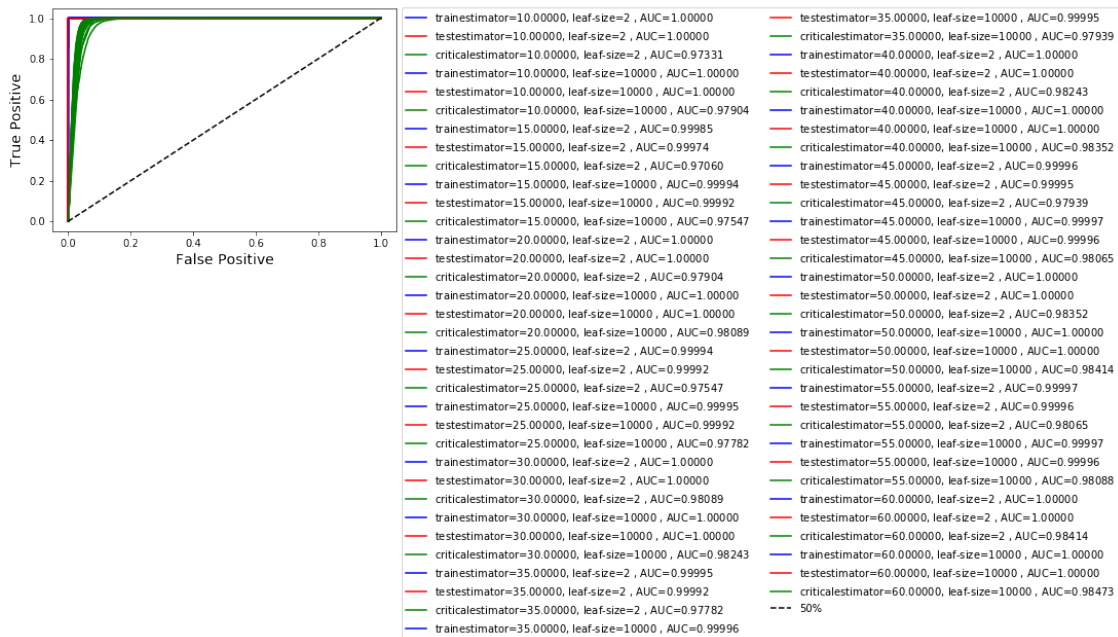 1.0
0.8
0.6
0.4
0.2
0.0
True Positive
0.0 0.2 0.4 0.6 0.8 1.0
False Positive
trainestimator=10.00000, leaf-size=2 , AUC=1.00000
testestimator=10.00000, leaf-size=2 , AUC=1.00000
criticalestimator=10.00000, leaf-size=2 , AUC=0.97331
trainestimator=10.00000, leaf-size=10000 , AUC=1.00000
testestimator=10.00000, leaf-size=10000 , AUC=1.00000
criticalestimator=10.00000, leaf-size=10000 , AUC=0.97904
trainestimator=15.00000, leaf-size=2 , AUC=0.99985
testestimator=15.00000, leaf-size=2 , AUC=0.99974
criticalestimator=15.00000, leaf-size=2 , AUC=0.97060
trainestimator=15.00000, leaf-size=10000 , AUC=0.99994
testestimator=15.00000, leaf-size=10000 , AUC=0.99992
criticalestimator=15.00000, leaf-size=10000 , AUC=0.97547
trainestimator=20.00000, leaf-size=2 , AUC=1.00000
testestimator=20.00000, leaf-size=2 , AUC=1.00000
criticalestimator=20.00000, leaf-size=2 , AUC=0.97904
trainestimator=20.00000, leaf-size=10000 , AUC=1.00000
testestimator=20.00000, leaf-size=10000 , AUC=1.00000
criticalestimator=20.00000, leaf-size=10000 , AUC=0.98089
trainestimator=25.00000, leaf-size=2 , AUC=0.99994
testestimator=25.00000, leaf-size=2 , AUC=0.99992
criticalestimator=25.00000, leaf-size=2 , AUC=0.97547
trainestimator=25.00000, leaf-size=10000 , AUC=0.99995
testestimator=25.00000, leaf-size=10000 , AUC=0.99992
criticalestimator=25.00000, leaf-size=10000 , AUC=0.97782
trainestimator=30.00000, leaf-size=2 , AUC=1.00000
testestimator=30.00000, leaf-size=2 , AUC=1.00000
criticalestimator=30.00000, leaf-size=2 , AUC=0.98089
trainestimator=30.00000, leaf-size=10000 , AUC=1.00000
testestimator=30.00000, leaf-size=10000 , AUC=1.00000
criticalestimator=30.00000, leaf-size=10000 , AUC=0.98243
trainestimator=35.00000, leaf-size=2 , AUC=0.99995
testestimator=35.00000, leaf-size=2 , AUC=0.99992
criticalestimator=35.00000, leaf-size=2 , AUC=0.97782
trainestimator=35.00000, leaf-size=10000 , AUC=0.99996
testestimator=35.00000, leaf-size=10000 , AUC=0.99995
criticalestimator=35.00000, leaf-size=10000 , AUC=0.97939
trainestimator=40.00000, leaf-size=2 , AUC=1.00000
testestimator=40.00000, leaf-size=2 , AUC=1.00000
criticalestimator=40.00000, leaf-size=2 , AUC=0.98243
trainestimator=40.00000, leaf-size=10000 , AUC=1.00000
testestimator=40.00000, leaf-size=10000 , AUC=1.00000
criticalestimator=40.00000, leaf-size=10000 , AUC=0.98352
trainestimator=45.00000, leaf-size=2 , AUC=0.99996
testestimator=45.00000, leaf-size=2 , AUC=0.99995
criticalestimator=45.00000, leaf-size=2 , AUC=0.97939
trainestimator=45.00000, leaf-size=10000 , AUC=0.99997
testestimator=45.00000, leaf-size=10000 , AUC=0.99996
criticalestimator=45.00000, leaf-size=10000 , AUC=0.98065
trainestimator=50.00000, leaf-size=2 , AUC=1.00000
testestimator=50.00000, leaf-size=2 , AUC=1.00000
criticalestimator=50.00000, leaf-size=2 , AUC=0.98352
trainestimator=50.00000, leaf-size=10000 , AUC=1.00000
testestimator=50.00000, leaf-size=10000 , AUC=1.00000
criticalestimator=50.00000, leaf-size=10000 , AUC=0.98414
trainestimator=55.00000, leaf-size=2 , AUC=0.99997
testestimator=55.00000, leaf-size=2 , AUC=0.99996
criticalestimator=55.00000, leaf-size=2 , AUC=0.98065
trainestimator=55.00000, leaf-size=10000 , AUC=0.99997
testestimator=55.00000, leaf-size=10000 , AUC=0.99996
criticalestimator=55.00000, leaf-size=10000 , AUC=0.98088
trainestimator=60.00000, leaf-size=2 , AUC=1.00000
testestimator=60.00000, leaf-size=2 , AUC=1.00000
criticalestimator=60.00000, leaf-size=2 , AUC=0.98414
trainestimator=60.00000, leaf-size=10000 , AUC=1.00000
testestimator=60.00000, leaf-size=10000 , AUC=1.00000
criticalestimator=60.00000, leaf-size=10000 , AUC=0.98473
50%